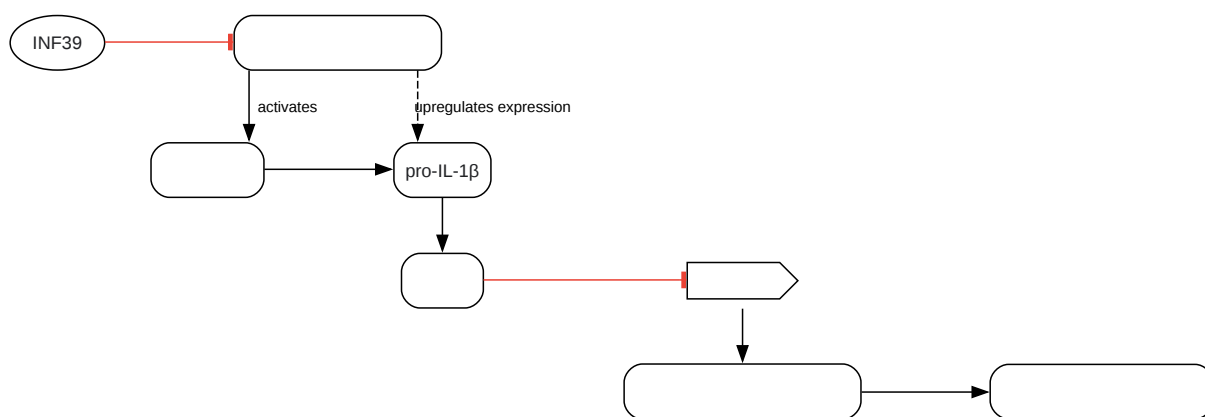 INF39
activates
upregulates expression
pro-IL-1β